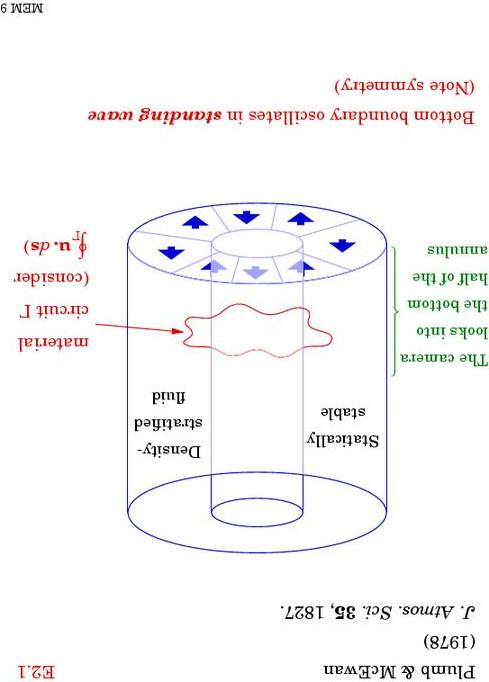 Plumb & McEwan
(1978)
J. Atmos. Sci. 35, 1827.
E2.1
Statically
stable
Density-
stratified
fluid
The camera
looks into
the bottom
half of the
annulus
material
circuit Γ
(consider
∮Γ u. ds)
Bottom boundary oscillates in standing wave
(Note symmetry)
MEM 9